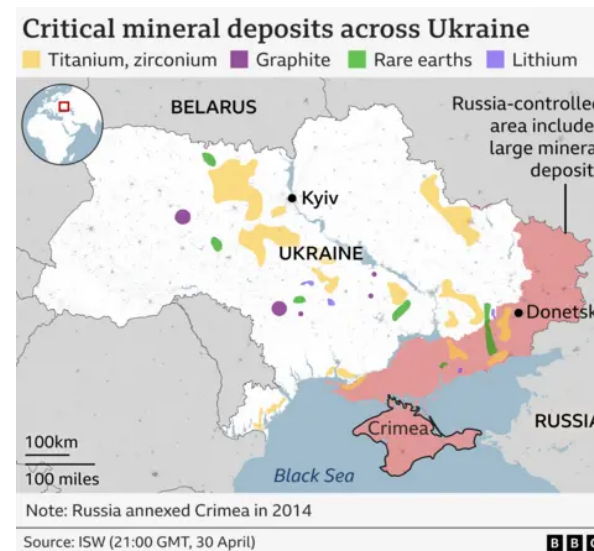 Critical mineral deposits across Ukraine
Titanium, zirconium Graphite Rare earths Lithium
BELARUS
Russia-controlle
area include
large minera
deposit
Kyiv
UKRAINE
Donetsk
Crimea
RUSSIA
100km
100 miles
Black Sea
Note: Russia annexed Crimea in 2014
Source: ISW (21:00 GMT, 30 April)
BBC